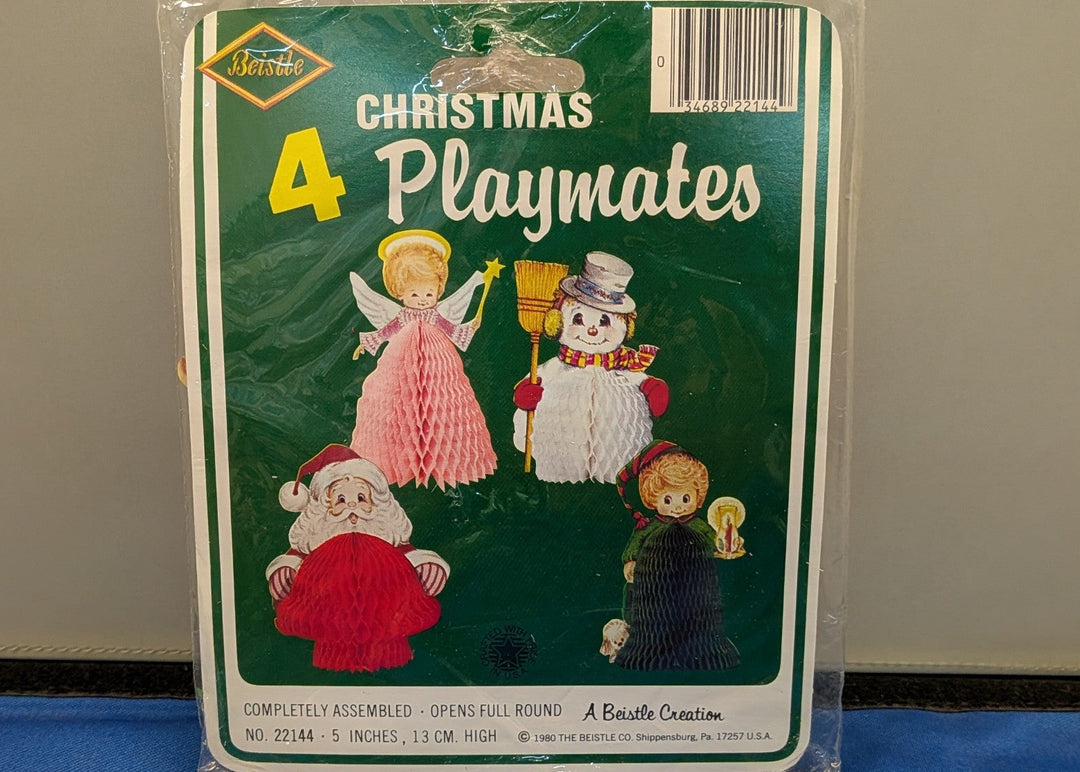 Beistle
0
34689 22144
CHRISTMAS
4 Playmates
COMPLETELY ASSEMBLED · OPENS FULL ROUND
A Beistle Creation
NO. 22144 · 5 INCHES, 13 CM. HIGH
© 1980 THE BEISTLE CO. Shippensburg, Pa. 17257 U.S.A.